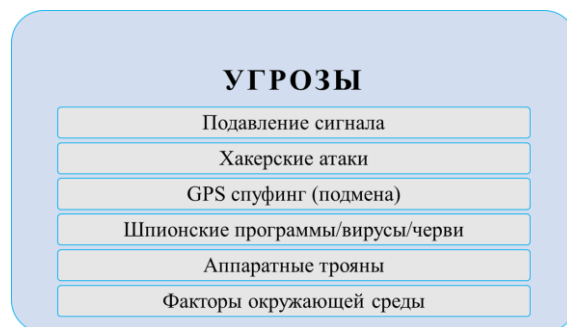 УГРОЗЫ
Подавление сигнала
Хакерские атаки
GPS спуфинг (подмена)
Шпионские программы/вирусы/черви
Аппаратные трояны
Факторы окружающей среды